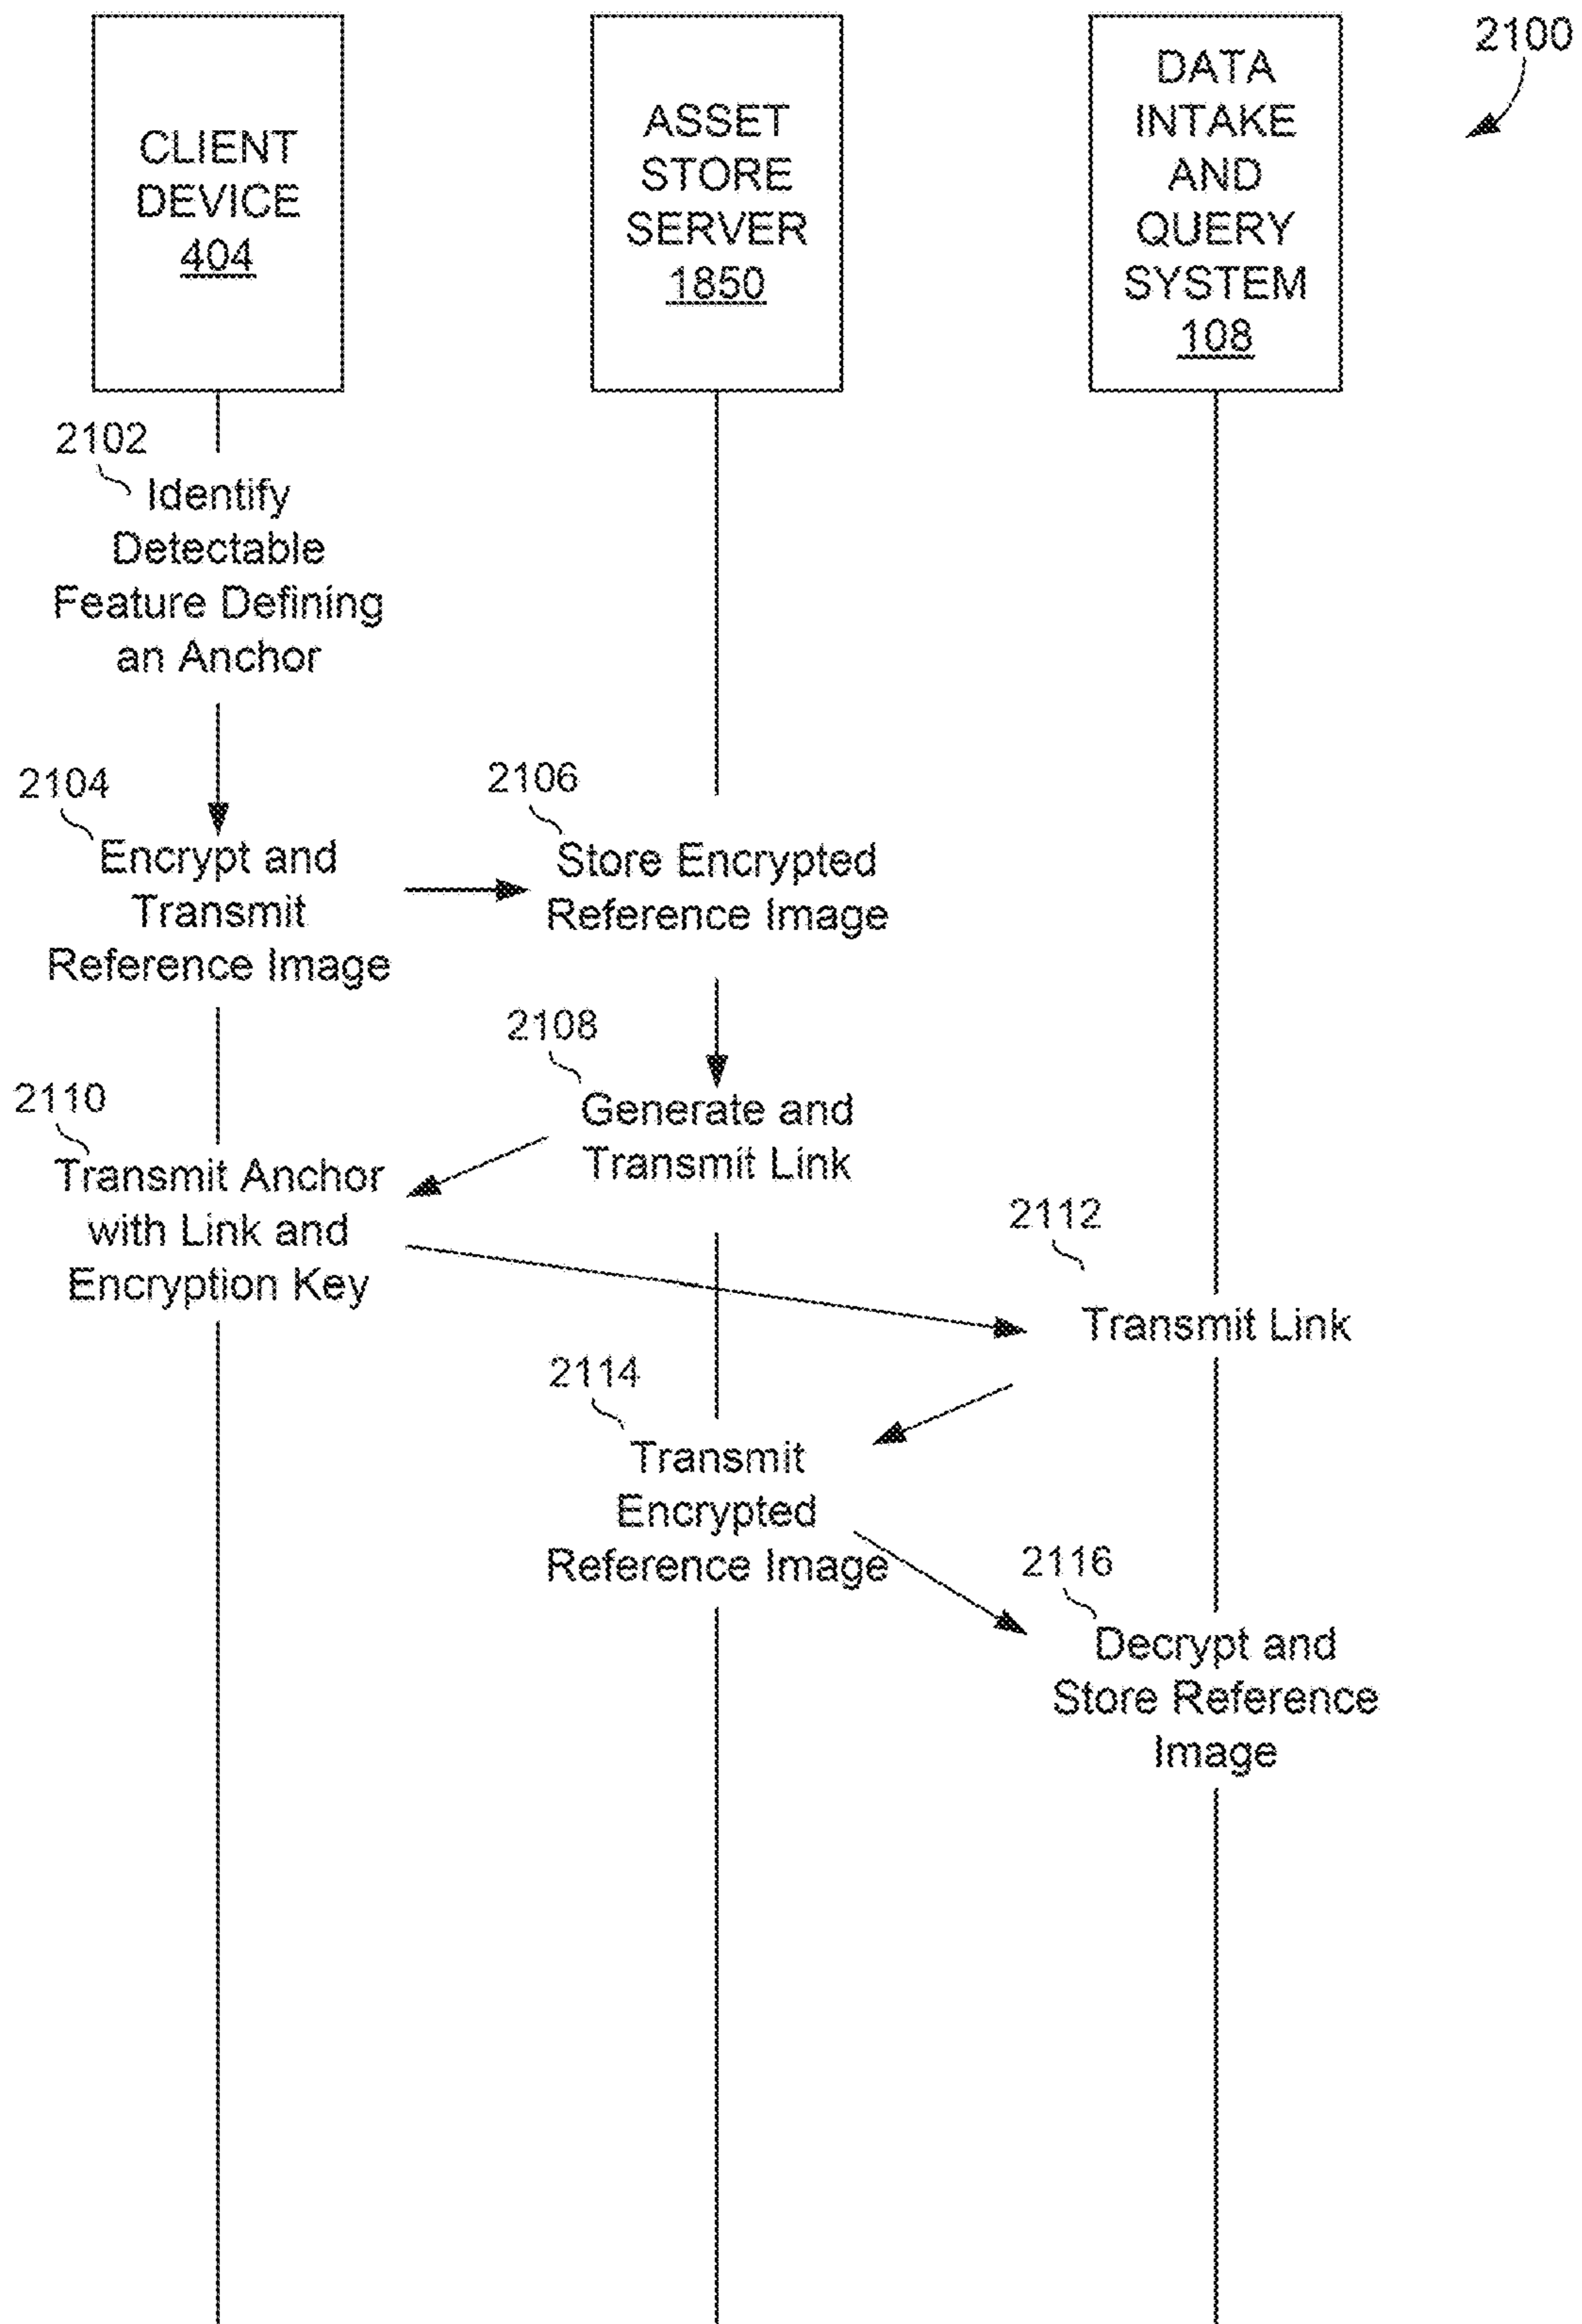 2100
CLIENT
DEVICE
404
ASSET
STORE
SERVER
1850
DATA
INTAKE
AND
QUERY
SYSTEM
108
2102
Identify
Detectable
Feature Defining
an Anchor
2104
Encrypt and
Transmit
Reference Image
2106
Store Encrypted
Reference Image
2108
Generate and
Transmit Link
2110
Transmit Anchor
with Link and
Encryption Key
2112
Transmit Link
2114
Transmit
Encrypted
Reference Image
2116
Decrypt and
Store Reference
Image